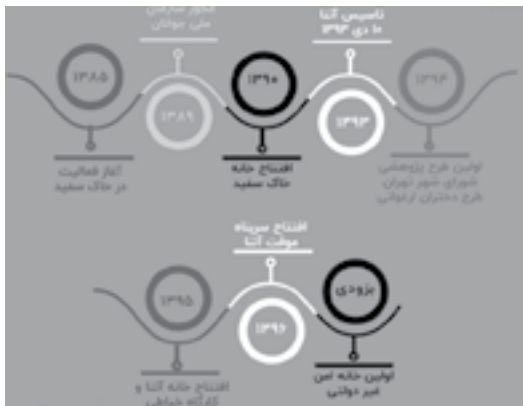 ۱۳۸۵
آغاز فعالیت
در خاک سفید
مجوز سازمان
ملی جوانان
۱۳۸۹
۱۳۹۰
افتتاح خانه
خاک سفید
تاسیس آتنا
۱۰ دی ۱۳۹۳
۱۳۹۳
۱۳۹۴
اولین طرح پژوهشی
شورای شهر تهران
طرح دختران ارغوانی
۱۳۹۵
افتتاح خانه آتنا و
کارگاه خیاطی
افتتاح سرپناه
موقت آتنا
۱۳۹۶
بزودی
اولین خانه امن
غیر دولتی